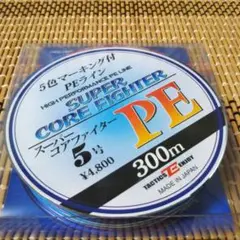 5色マーキング付
PEライン
HIGH PERFORMANCE PE LINE
SUPER
CORE FIGHTER
スーパー
コアファイター
PE
5号
¥4,800
300m
TACTICS
MADE IN JAPAN